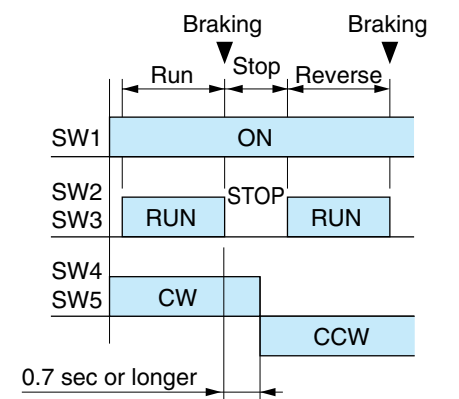 Braking Braking
Run Stop Reverse
SW1 ON
SW2 STOP
SW3 RUN RUN
SW4
SW5 CW
CCW
0.7 sec or longer